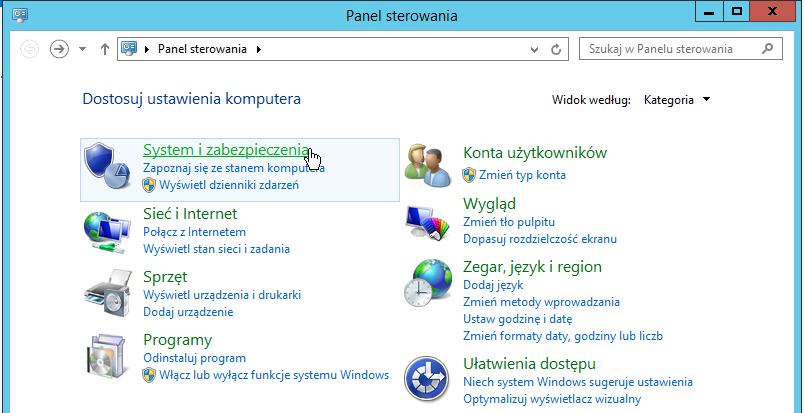 Panel sterowania
Panel sterowania
Szukaj w Panelu sterowania
Dostosuj ustawienia komputera
Widok według: Kategoria
System i zabezpieczenia
Zapoznaj się ze stanem komputera
Wyświetl dzienniki zdarzeń
Sieć i Internet
Połącz z Internetem
Wyświetl stan sieci i zadania
Sprzęt
Wyświetl urządzenia i drukarki
Dodaj urządzenie
Programy
Odinstaluj program
Włącz lub wyłącz funkcje systemu Windows
Konta użytkowników
Zmień typ konta
Wygląd
Zmień tło pulpitu
Dopasuj rozdzielczość ekranu
Zegar, język i region
Dodaj język
Zmień metody wprowadzania
Ustaw godzinę i datę
Zmień formaty daty, godziny lub liczb
Ułatwienia dostępu
Niech system Windows sugeruje ustawienia
Optymalizuj wyświetlacz wizualny